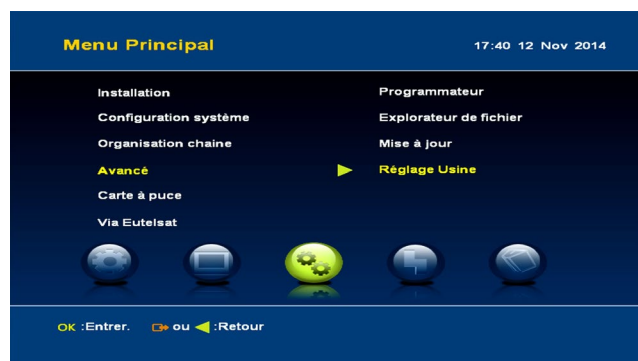 Menu Principal
17:40 12 Nov 2014
Installation
Configuration système
Organisation chaine
Avancé
Carte à puce
Via Eutelsat
Programmateur
Explorateur de fichier
Mise à jour
Réglage Usine
OK :Entrer. ou :Retour